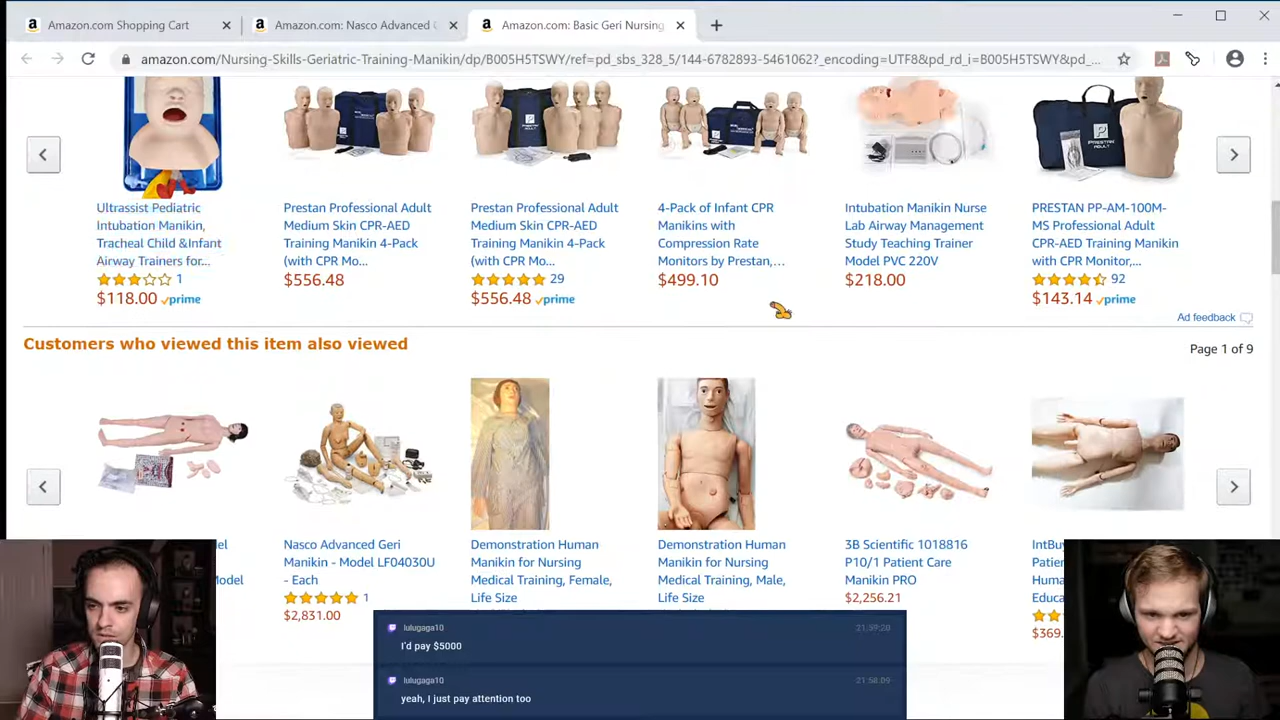 Amazon.com Shopping Cart
Amazon.com: Nasco Advanced G
Amazon.com: Basic Geri Nursing
amazon.com/Nursing-Skills-Geriatric-Training-Manikin/dp/B005H5TSWY/ref=pd_sbs_328_5/144-6782893-5461062?_encoding=UTF8&pd_rd_i=B005H5TSWY&pd_...
Ultrassist Pediatric
Intubation Manikin,
Tracheal Child &Infant
Airway Trainers for...
1
$118.00 prime
Prestan Professional Adult
Medium Skin CPR-AED
Training Manikin 4-Pack
(with CPR Mo...
$556.48
Prestan Professional Adult
Medium Skin CPR-AED
Training Manikin 4-Pack
(with CPR Mo...
29
$556.48 prime
4-Pack of Infant CPR
Manikins with
Compression Rate
Monitors by Prestan,...
$499.10
Intubation Manikin Nurse
Lab Airway Management
Study Teaching Trainer
Model PVC 220V
$218.00
PRESTAN PP-AM-100M-
MS Professional Adult
CPR-AED Training Manikin
with CPR Monitor,...
92
$143.14 prime
Ad feedback
Customers who viewed this item also viewed
Page 1 of 9
el
Model
Nasco Advanced Geri
Manikin - Model LF04030U
- Each
1
$2,831.00
Demonstration Human
Manikin for Nursing
Medical Training, Female,
Life Size
Demonstration Human
Manikin for Nursing
Medical Training, Male,
Life Size
3B Scientific 1018816
P10/1 Patient Care
Manikin PRO
$2,256.21
IntBuy
Patien
Huma
Educa
$369.
lulugaga10 21:59:20
I'd pay $5000
lulugaga10 21:58:09
yeah, I just pay attention too